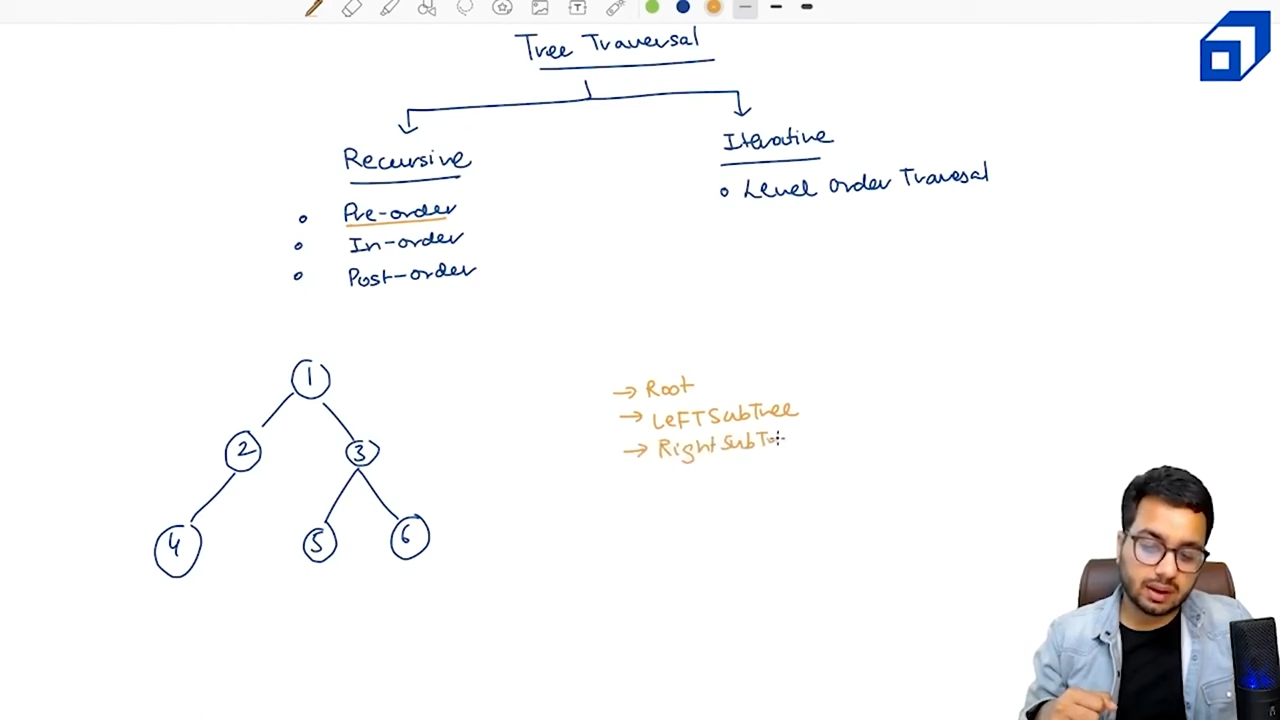 Tree Traversal
Recursive
Pre-order
In-order
Post-order
Iterative
Level Order Traversal
1
2
3
4
5
6
→ Root
→ LeFTSubTree
→ RightSubT